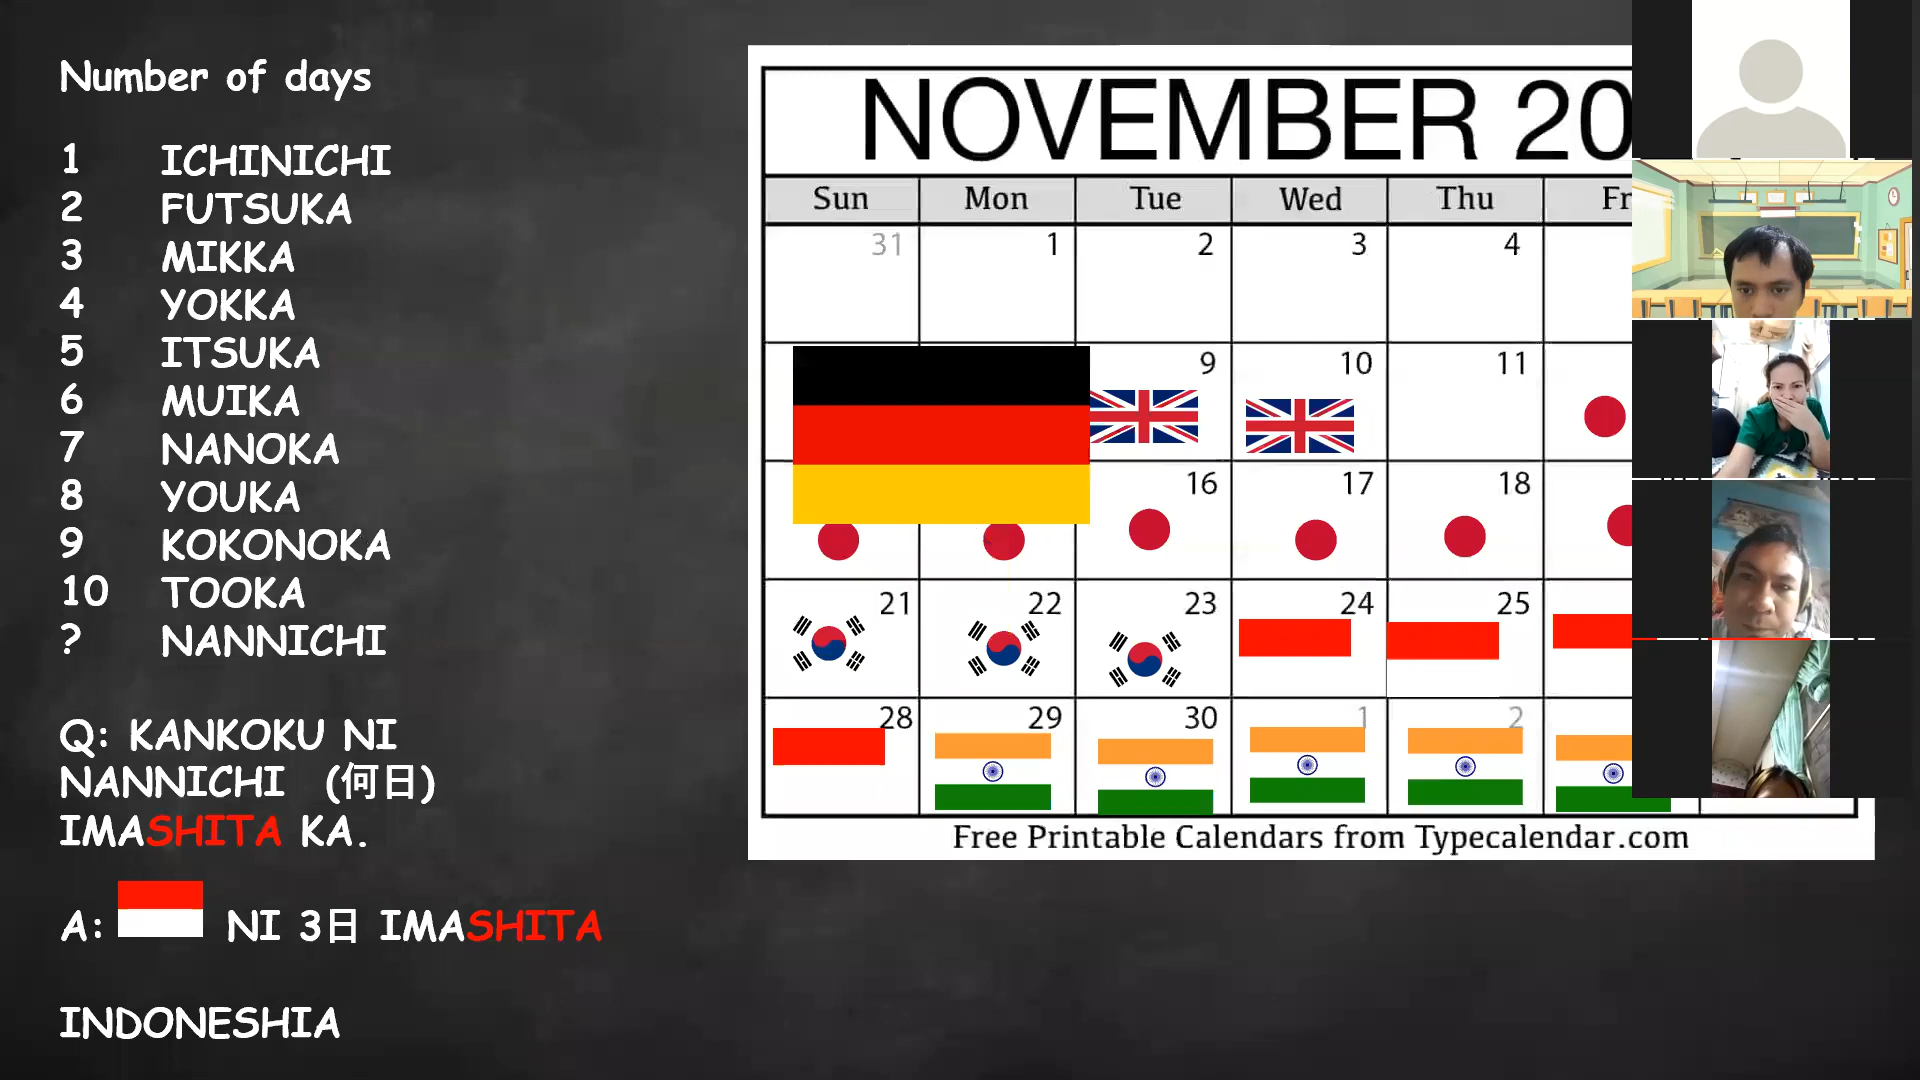 Number of days
1 ICHINICHI
2 FUTSUKA
3 MIKKA
4 YOKKA
5 ITSUKA
6 MUIKA
7 NANOKA
8 YOUKA
9 KOKONOKA
10 TOOKA
? NANNICHI
Q: KANKOKU NI
NANNICHI (何日)
IMASHITA KA.
A: NI 3日 IMASHITA
INDONESHIA
NOVEMBER 20
Sun Mon Tue Wed Thu Fr
31 1 2 3 4
9 10 11
16 17 18
21 22 23 24 25
28 29 30 1 2
Free Printable Calendars from Typecalendar.com